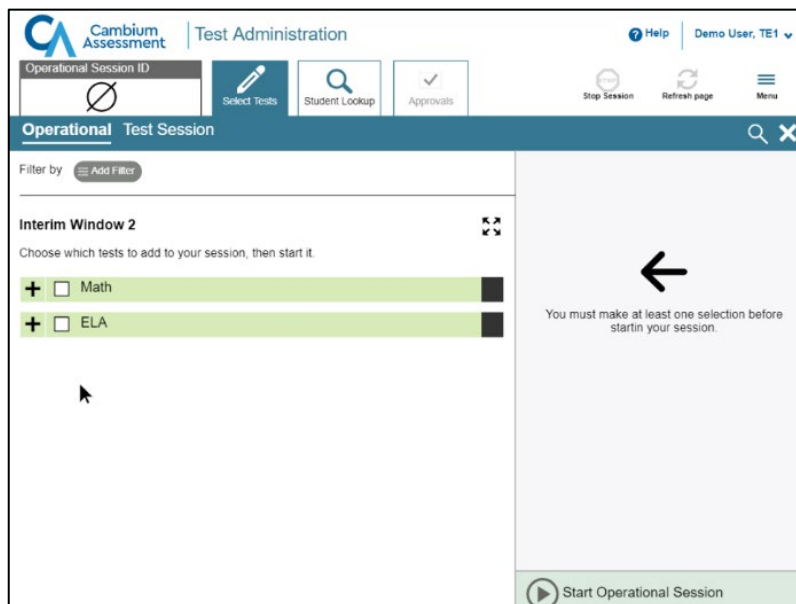 Cambium
Assessment
Test Administration
Help
Demo User, TE1
Operational Session ID
Select Tests
Student Lookup
Approvals
STOP
Stop Session
Refresh page
Menu
Operational Test Session
Filter by
Add Filter
Interim Window 2
Choose which tests to add to your session, then start it.
Math
ELA
You must make at least one selection before
startin your session.
Start Operational Session